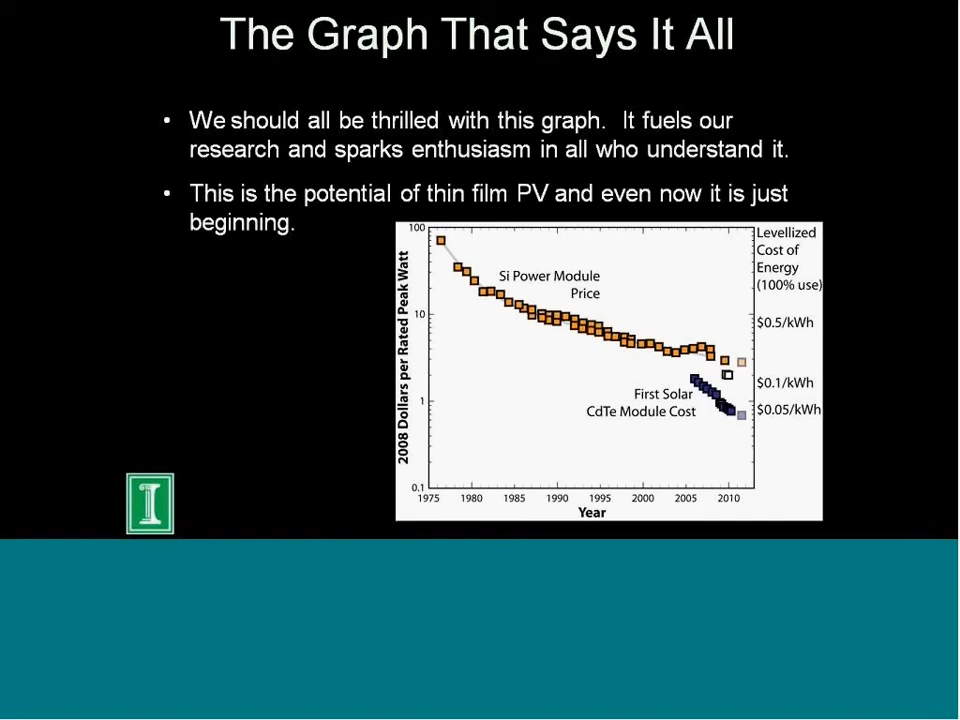 The Graph That Says It All
• We should all be thrilled with this graph.  It fuels our
research and sparks enthusiasm in all who understand it.
• This is the potential of thin film PV and even now it is just
beginning.
100
10
1
0.1
2008 Dollars per Rated Peak Watt
Si Power Module
Price
First Solar
CdTe Module Cost
Levellized
Cost of
Energy
(100% use)
$0.5/kWh
$0.1/kWh
$0.05/kWh
1975 1980 1985 1990 1995 2000 2005 2010
Year
I